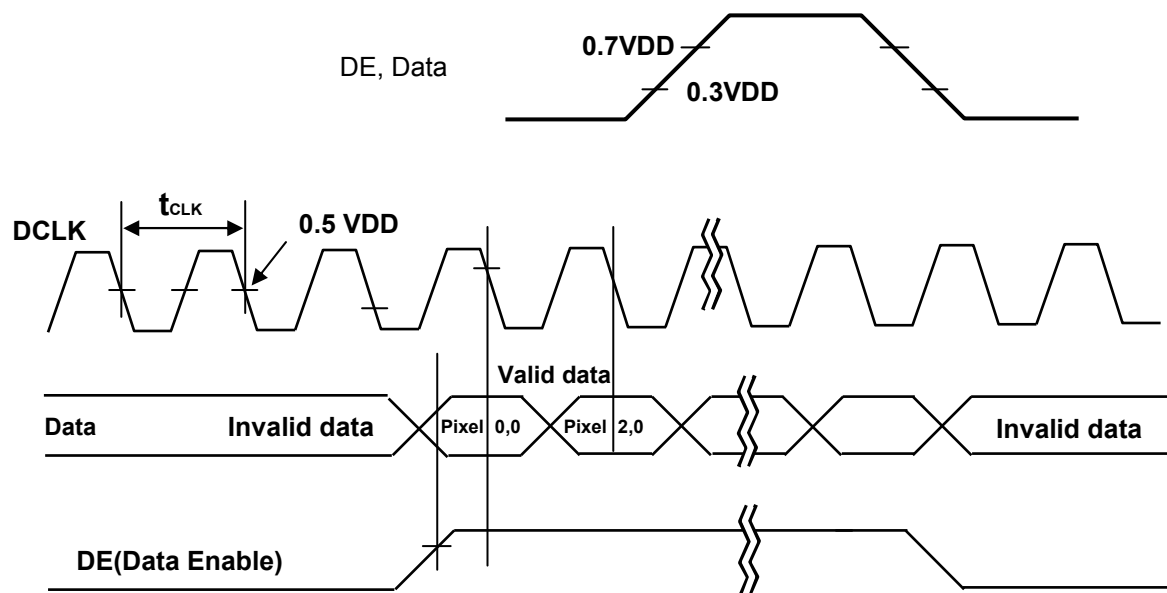 0.7VDD
DE, Data
0.3VDD
tCLK
0.5 VDD
DCLK
Valid data
Data
Invalid data
Pixel 0,0
Pixel 2,0
Invalid data
DE(Data Enable)